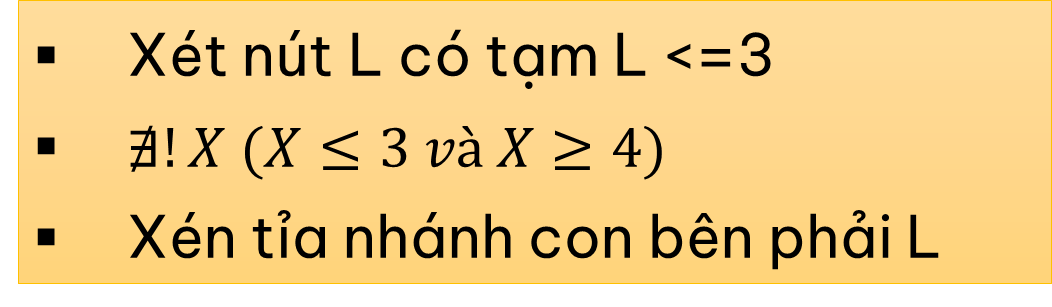 ▪ Xét nút L có tạm L <=3
▪ ∄! X (X ≤ 3 và X ≥ 4)
▪ Xén tỉa nhánh con bên phải L